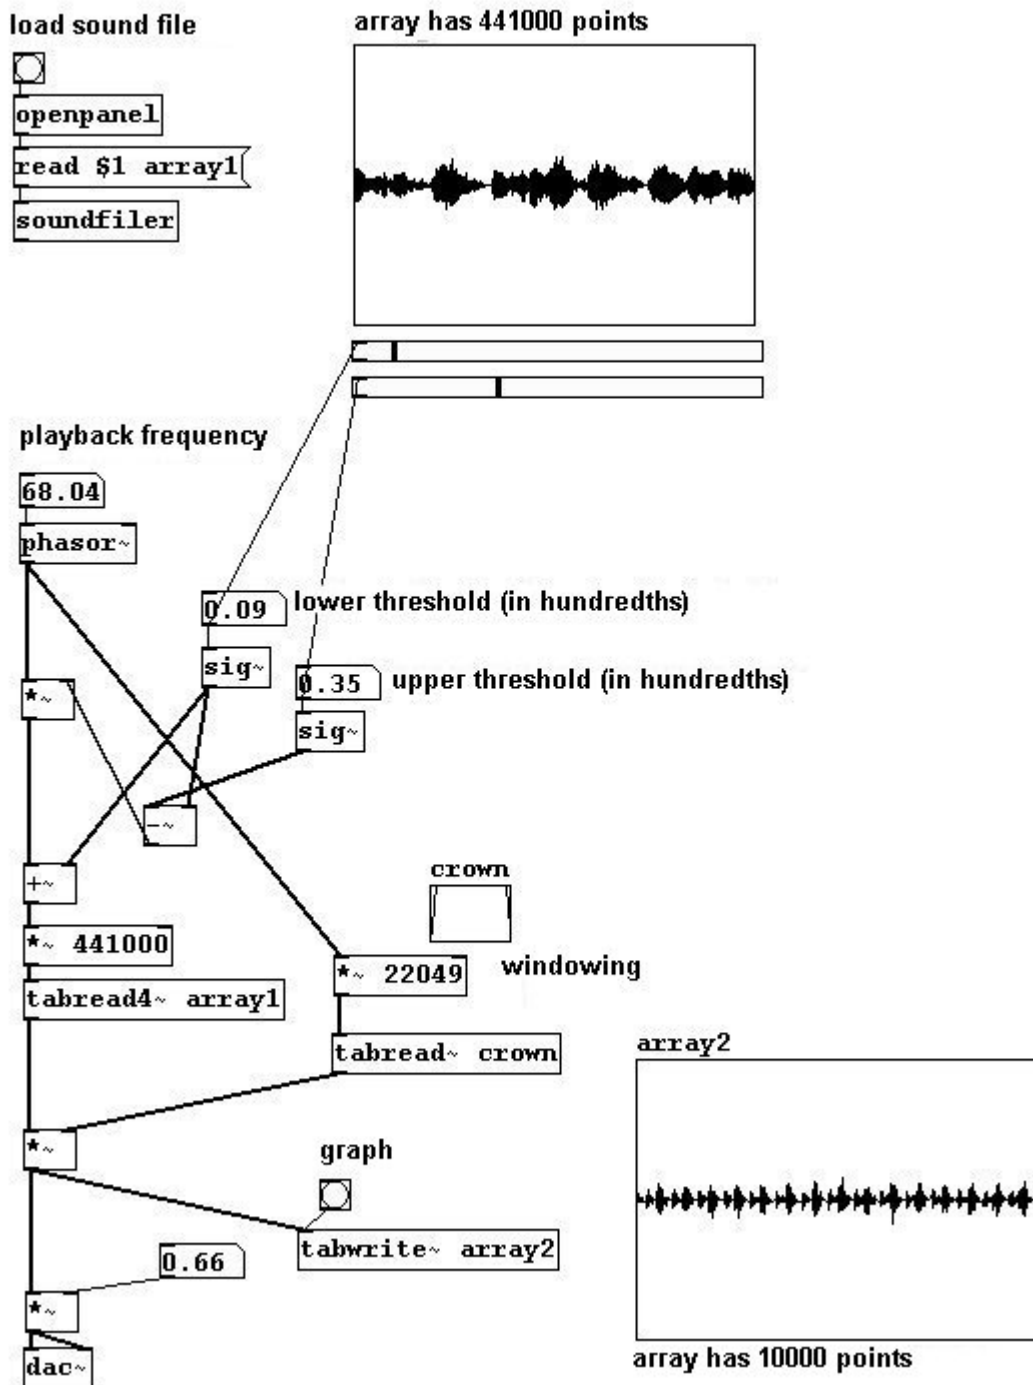 load sound file
array has 441000 points
openpanel
read $1 array1
soundfiler
playback frequency
68.04
phasor~
0.09 lower threshold (in hundredths)
sig~
0.35 upper threshold (in hundredths)
*~
sig~
-~
+~
crown
*~ 441000
*~ 22049
windowing
tabread4~ array1
tabread~ crown
array2
*~
graph
tabwrite~ array2
0.66
*~
dac~
array has 10000 points